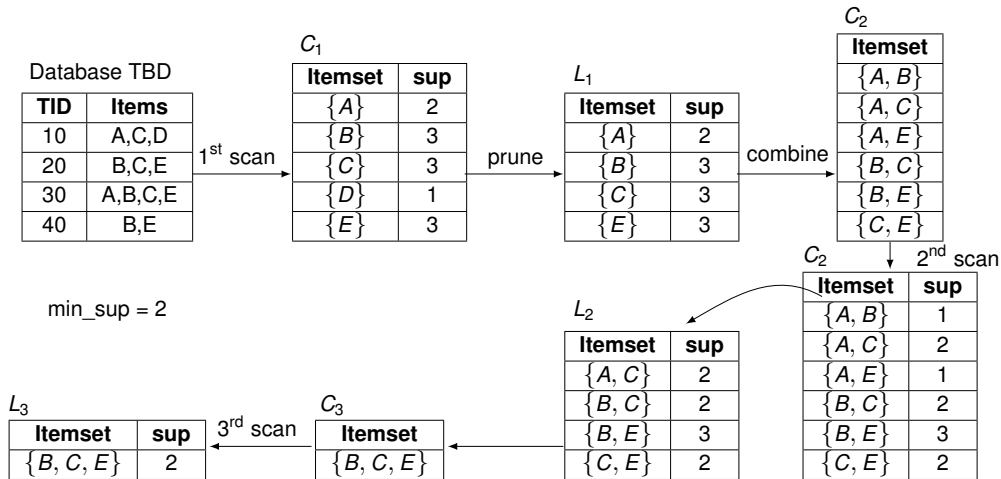 Database TBD
TID Items
10 A,C,D
20 B,C,E
30 A,B,C,E
40 B,E
1st scan
C1
Itemset sup
{A} 2
{B} 3
{C} 3
{D} 1
{E} 3
prune
L1
Itemset sup
{A} 2
{B} 3
{C} 3
{E} 3
combine
C2
Itemset
{A, B}
{A, C}
{A, E}
{B, C}
{B, E}
{C, E}
2nd scan
C2
Itemset sup
{A, B} 1
{A, C} 2
{A, E} 1
{B, C} 2
{B, E} 3
{C, E} 2
min_sup = 2
L2
Itemset sup
{A, C} 2
{B, C} 2
{B, E} 3
{C, E} 2
C3
Itemset
{B, C, E}
3rd scan
L3
Itemset sup
{B, C, E} 2